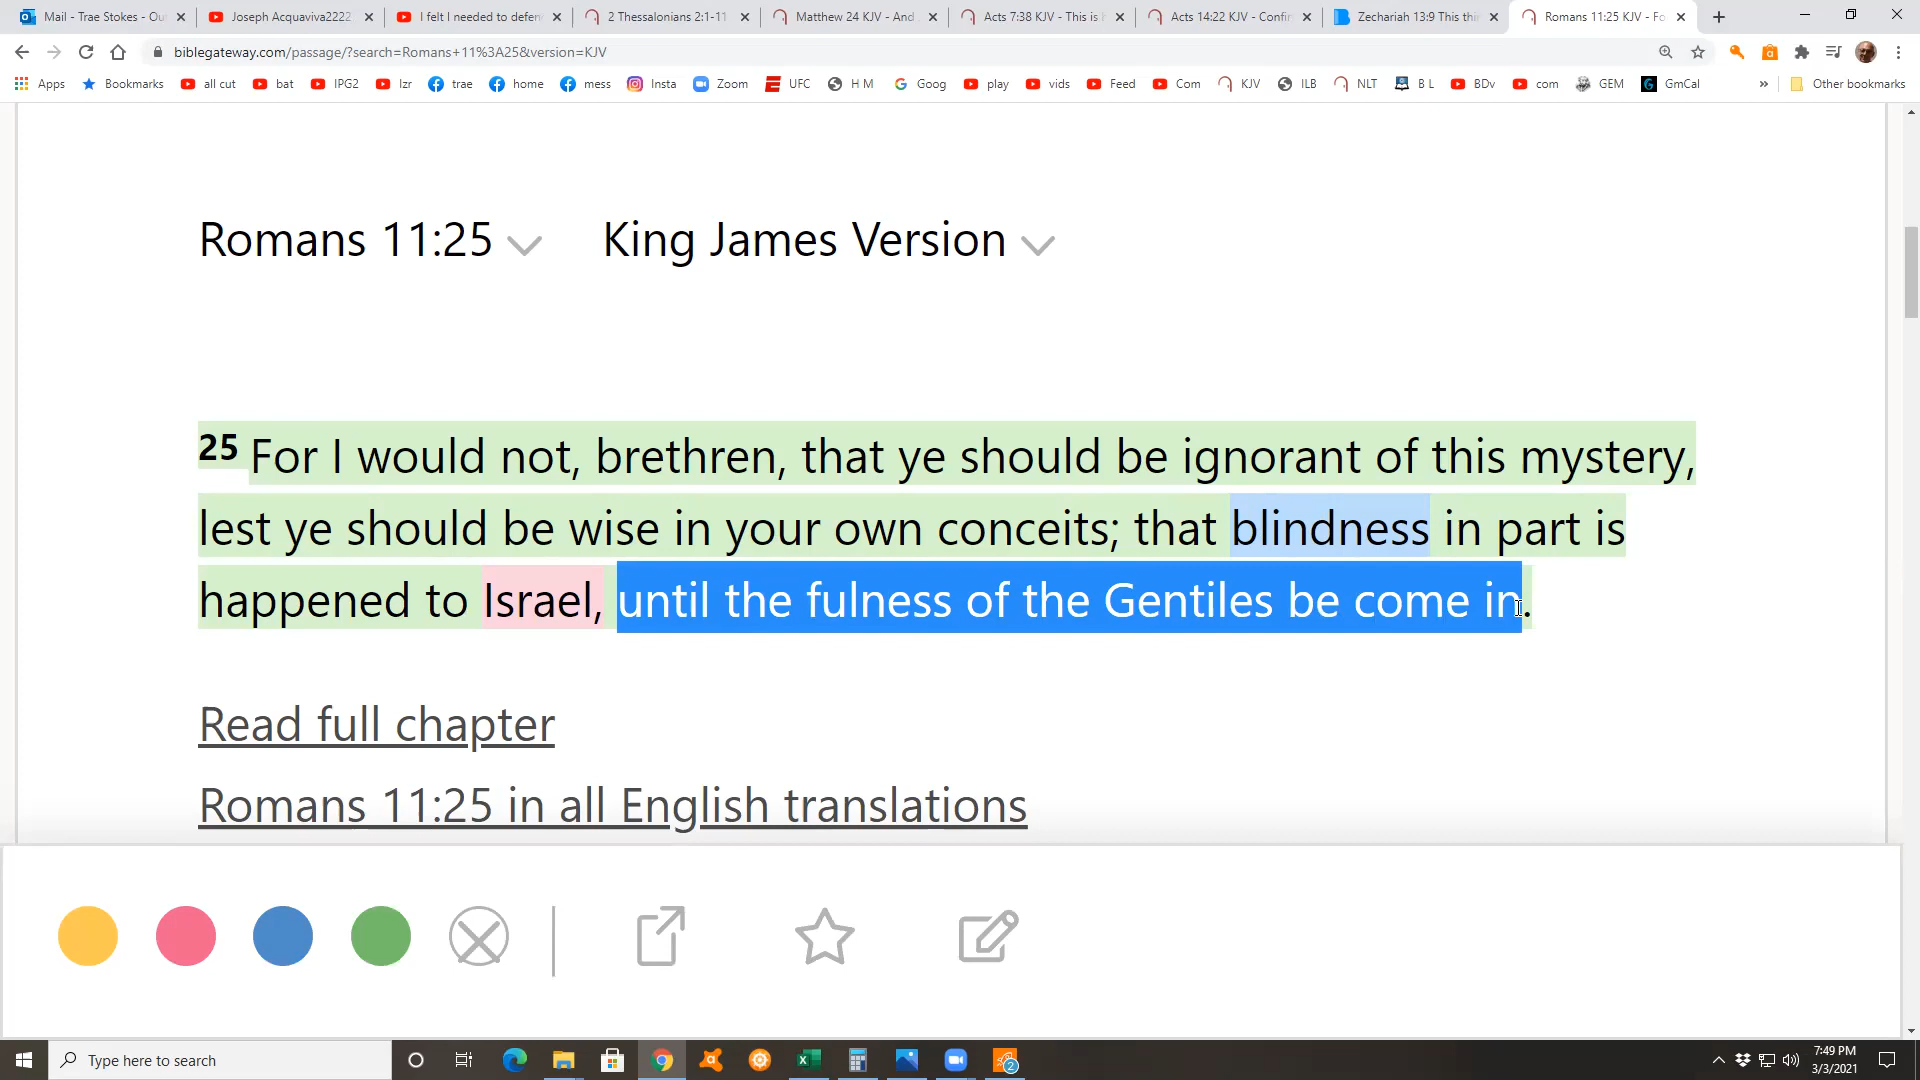 Mail - Trae Stokes - Ou
Joseph Acquaviva2222
I felt I needed to defen
2 Thessalonians 2:1-11
Matthew 24 KJV - And
Acts 7:38 KJV - This is
Acts 14:22 KJV - Confir
Zechariah 13:9 This thi
Romans 11:25 KJV - Fo
biblegateway.com/passage/?search=Romans+11%3A25&version=KJV
Apps Bookmarks all cut bat IPG2 lzr trae home mess Insta Zoom UFC H M Goog play vids Feed Com KJV ILB NLT B L BDv com GEM GmCal » Other bookmarks
Romans 11:25 King James Version
25 For I would not, brethren, that ye should be ignorant of this mystery,
lest ye should be wise in your own conceits; that blindness in part is
happened to Israel, until the fulness of the Gentiles be come in.
Read full chapter
Romans 11:25 in all English translations
Type here to search
2
7:49 PM
3/3/2021